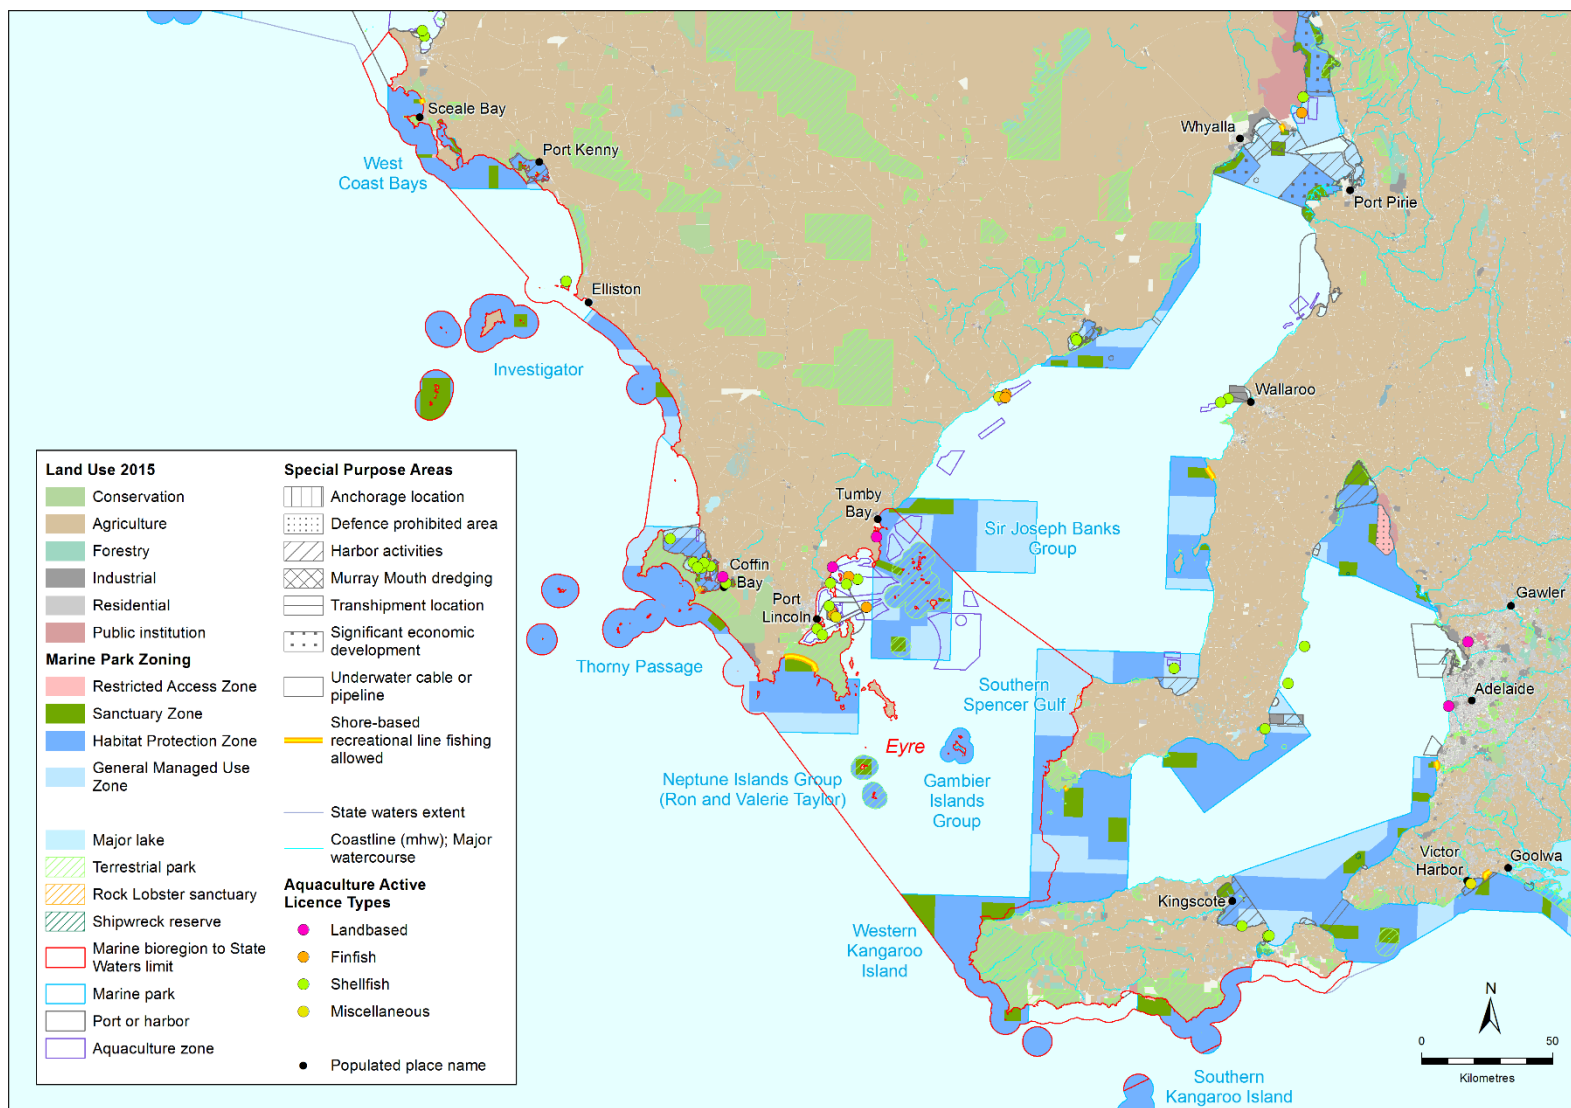 Sceale Bay
West
Coast Bays
Port Kenny
Elliston
Investigator
Whyalla
Port Pirie
Wallaroo
Tumby
Bay
Sir Joseph Banks
Group
Coffin
Bay
Port
Lincoln
Thorny Passage
Southern
Spencer Gulf
Eyre
Neptune Islands Group
(Ron and Valerie Taylor)
Gambier
Islands
Group
Gawler
Adelaide
Victor
Harbor
Goolwa
Kingscote
Western
Kangaroo
Island
Southern
Kangaroo Island
N
0
50
Kilometres
Land Use 2015
Conservation
Agriculture
Forestry
Industrial
Residential
Public institution
Marine Park Zoning
Restricted Access Zone
Sanctuary Zone
Habitat Protection Zone
General Managed Use
Zone
Major lake
Terrestrial park
Rock Lobster sanctuary
Shipwreck reserve
Marine bioregion to State
Waters limit
Marine park
Port or harbor
Aquaculture zone
Special Purpose Areas
Anchorage location
Defence prohibited area
Harbor activities
Murray Mouth dredging
Transhipment location
Significant economic
development
Underwater cable or
pipeline
Shore-based
recreational line fishing
allowed
State waters extent
Coastline (mhw); Major
watercourse
Aquaculture Active
Licence Types
Landbased
Finfish
Shellfish
Miscellaneous
Populated place name